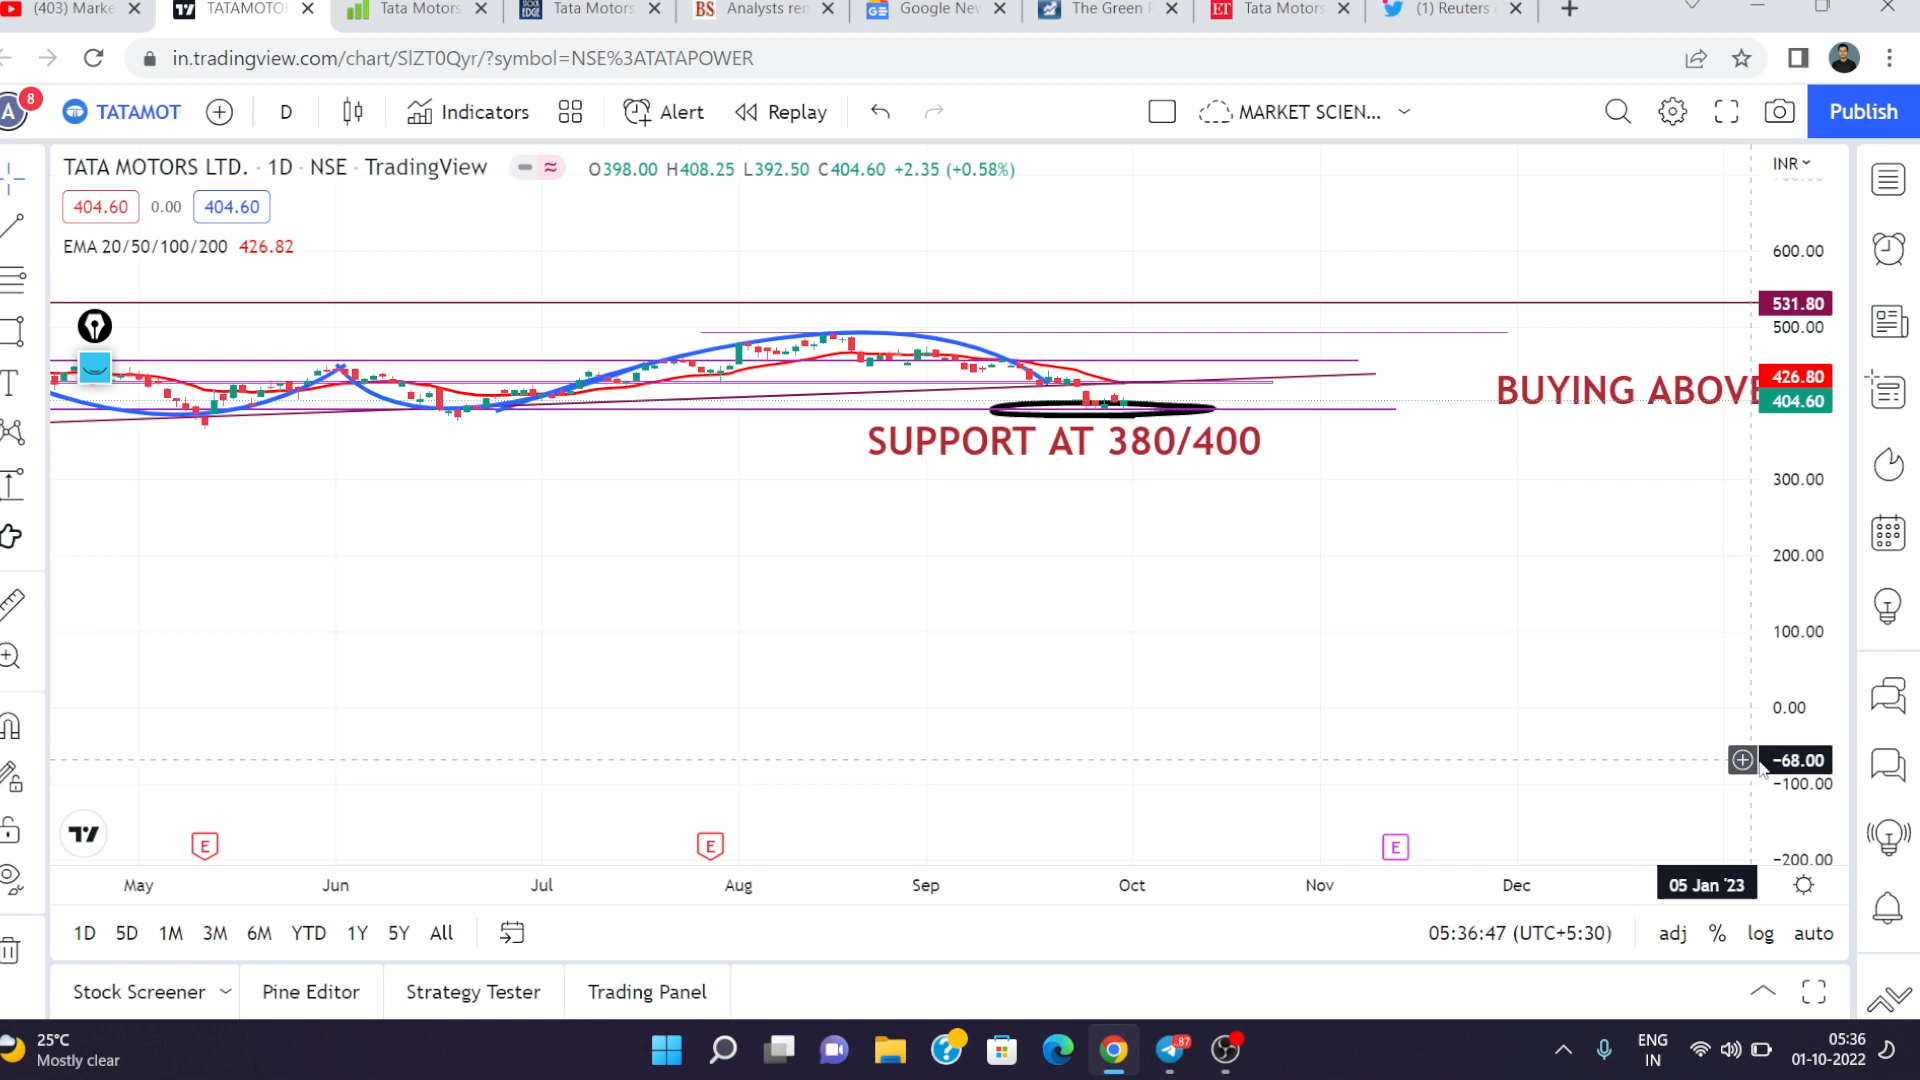 (403) Marke
TATAMOTO
Tata Motors
Tata Motors
Analysts ren
Google Nev
The Green P
Tata Motors
(1) Reuters
in.tradingview.com/chart/SlZT0Qyr/?symbol=NSE%3ATATAPOWER
A 8 TATAMOT D Indicators Alert Replay MARKET SCIEN... Publish
TATA MOTORS LTD. · 1D · NSE · TradingView O398.00 H408.25 L392.50 C404.60 +2.35 (+0.58%)
INR
404.60 0.00 404.60
EMA 20/50/100/200 426.82
600.00
531.80
500.00
426.80
BUYING ABOVE
404.60
SUPPORT AT 380/400
300.00
200.00
100.00
0.00
-68.00
-100.00
E E E
-200.00
May Jun Jul Aug Sep Oct Nov Dec 05 Jan '23
1D 5D 1M 3M 6M YTD 1Y 5Y All 05:36:47 (UTC+5:30) adj % log auto
Stock Screener Pine Editor Strategy Tester Trading Panel
25°C
Mostly clear
87
ENG
IN
05:36
01-10-2022